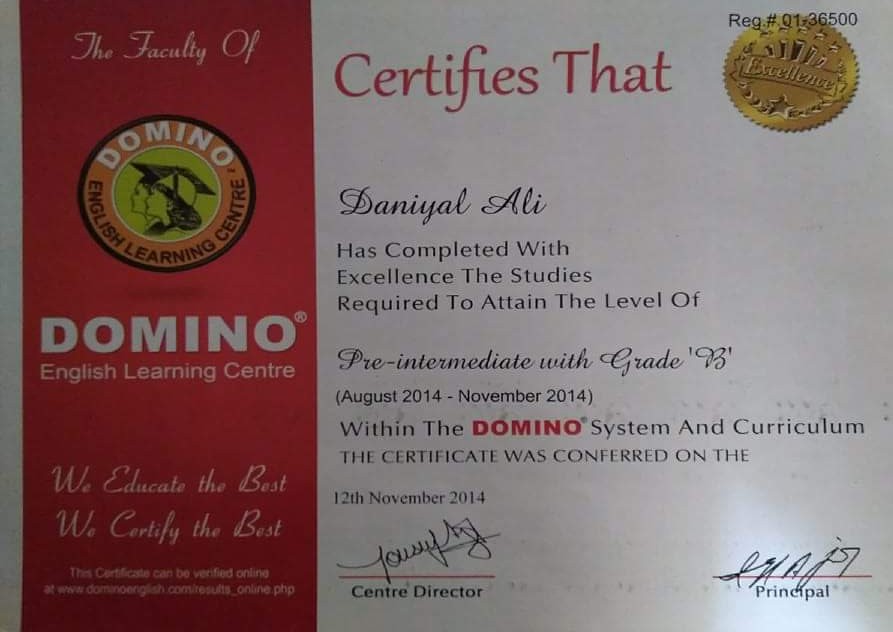 The Faculty Of
DOMINO
ENGLISH LEARNING CENTRE
DOMINO®
English Learning Centre
We Educate the Best
We Certify the Best
This Certificate can be verified online
at www.dominoenglish.com/results_online.php
Reg.# 01-36500
Excellence
Certifies That
Daniyal Ali
Has Completed With
Excellence The Studies
Required To Attain The Level Of
Pre-intermediate with Grade 'B'
(August 2014 - November 2014)
Within The DOMINO® System And Curriculum
THE CERTIFICATE WAS CONFERRED ON THE
12th November 2014
Centre Director
Principal